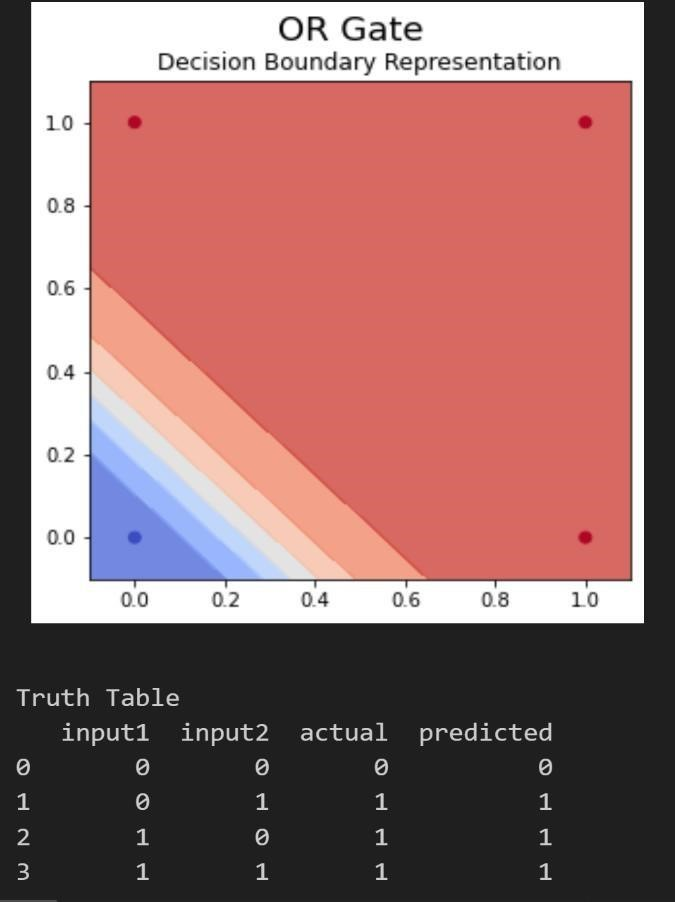 OR Gate
Decision Boundary Representation
1.0
0.8
0.6
0.4
0.2
0.0
0.0 0.2 0.4 0.6 0.8 1.0
Truth Table
input1 input2 actual predicted
0 0 0 0 0
1 0 1 1 1
2 1 0 1 1
3 1 1 1 1